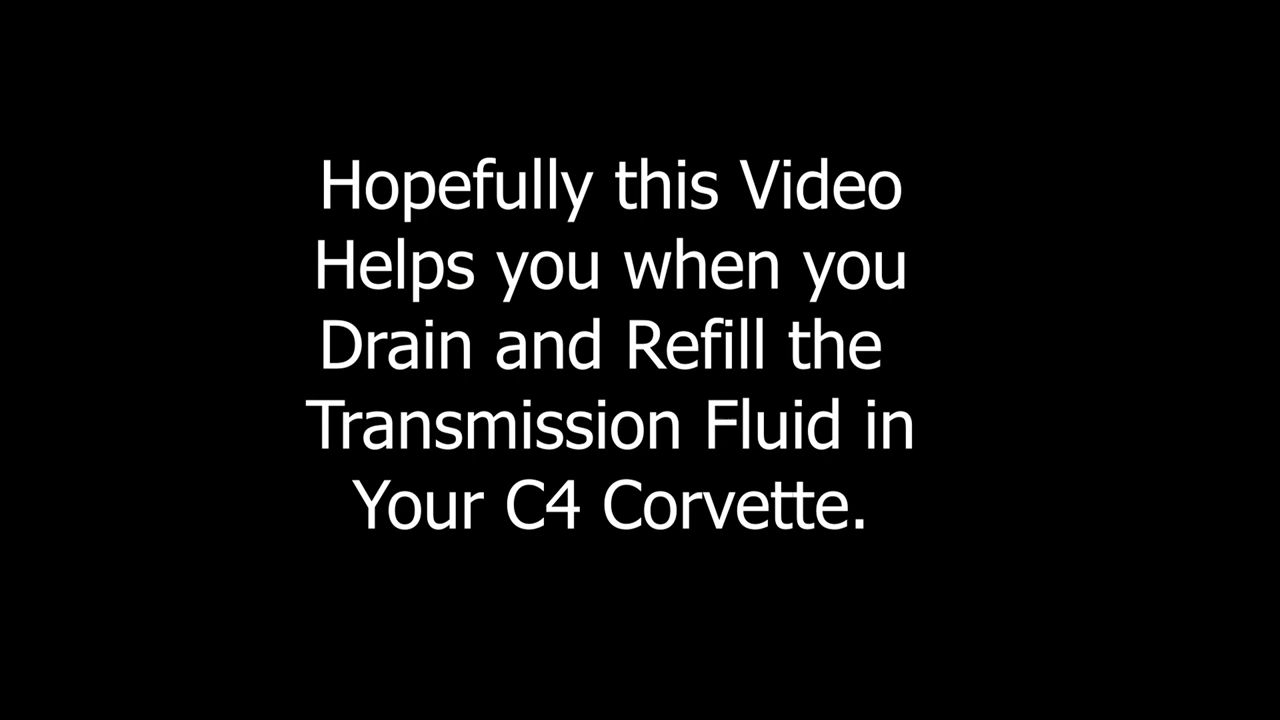 Hopefully this Video
Helps you when you
Drain and Refill the
Transmission Fluid in
Your C4 Corvette.